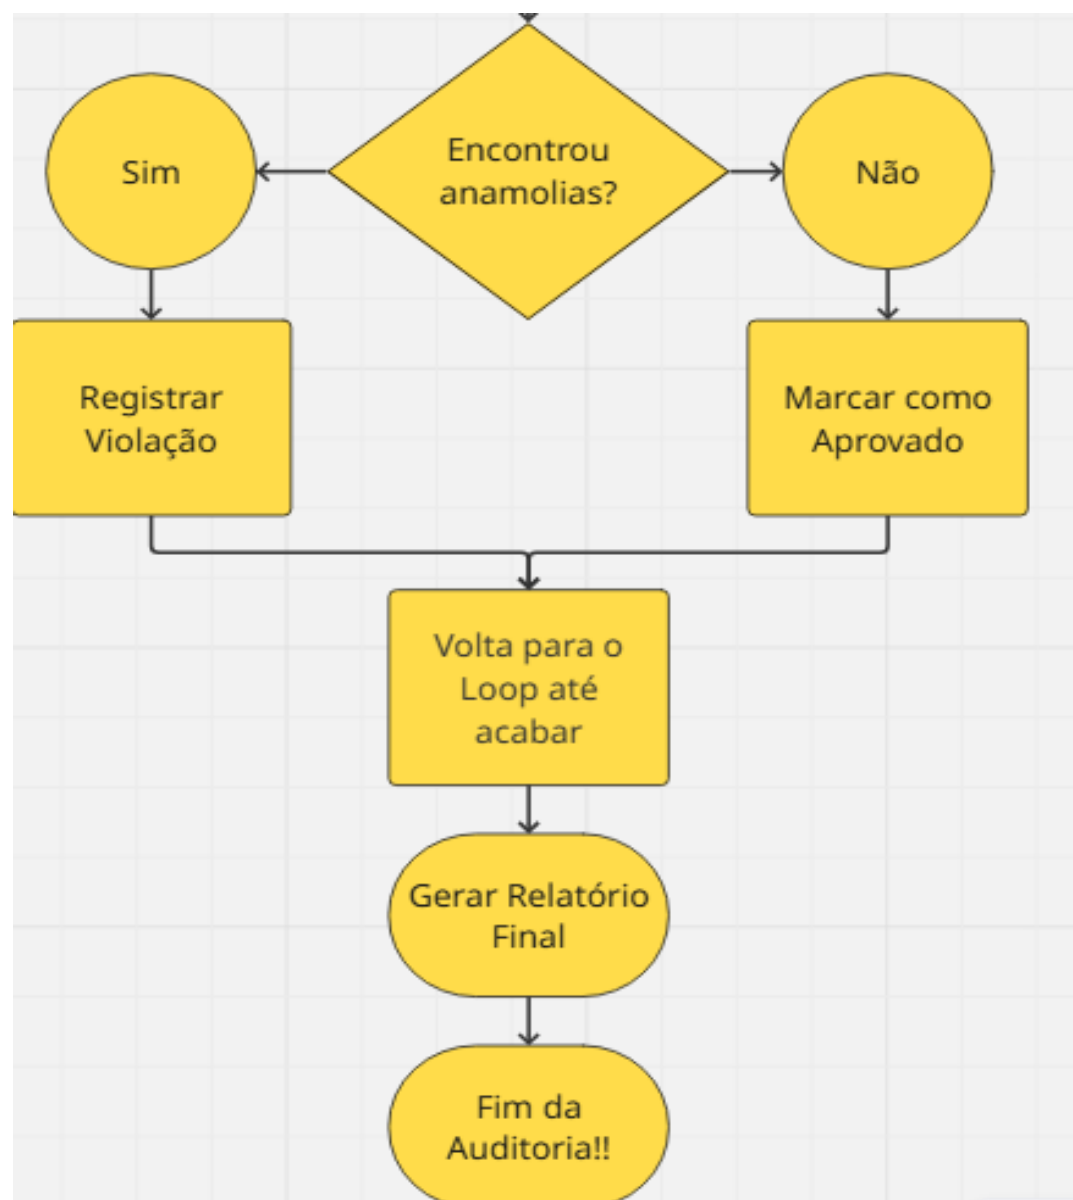 Encontrou
anamolias?
Sim
Não
Registrar
Violação
Marcar como
Aprovado
Volta para o
Loop até
acabar
Gerar Relatório
Final
Fim da
Auditoria!!